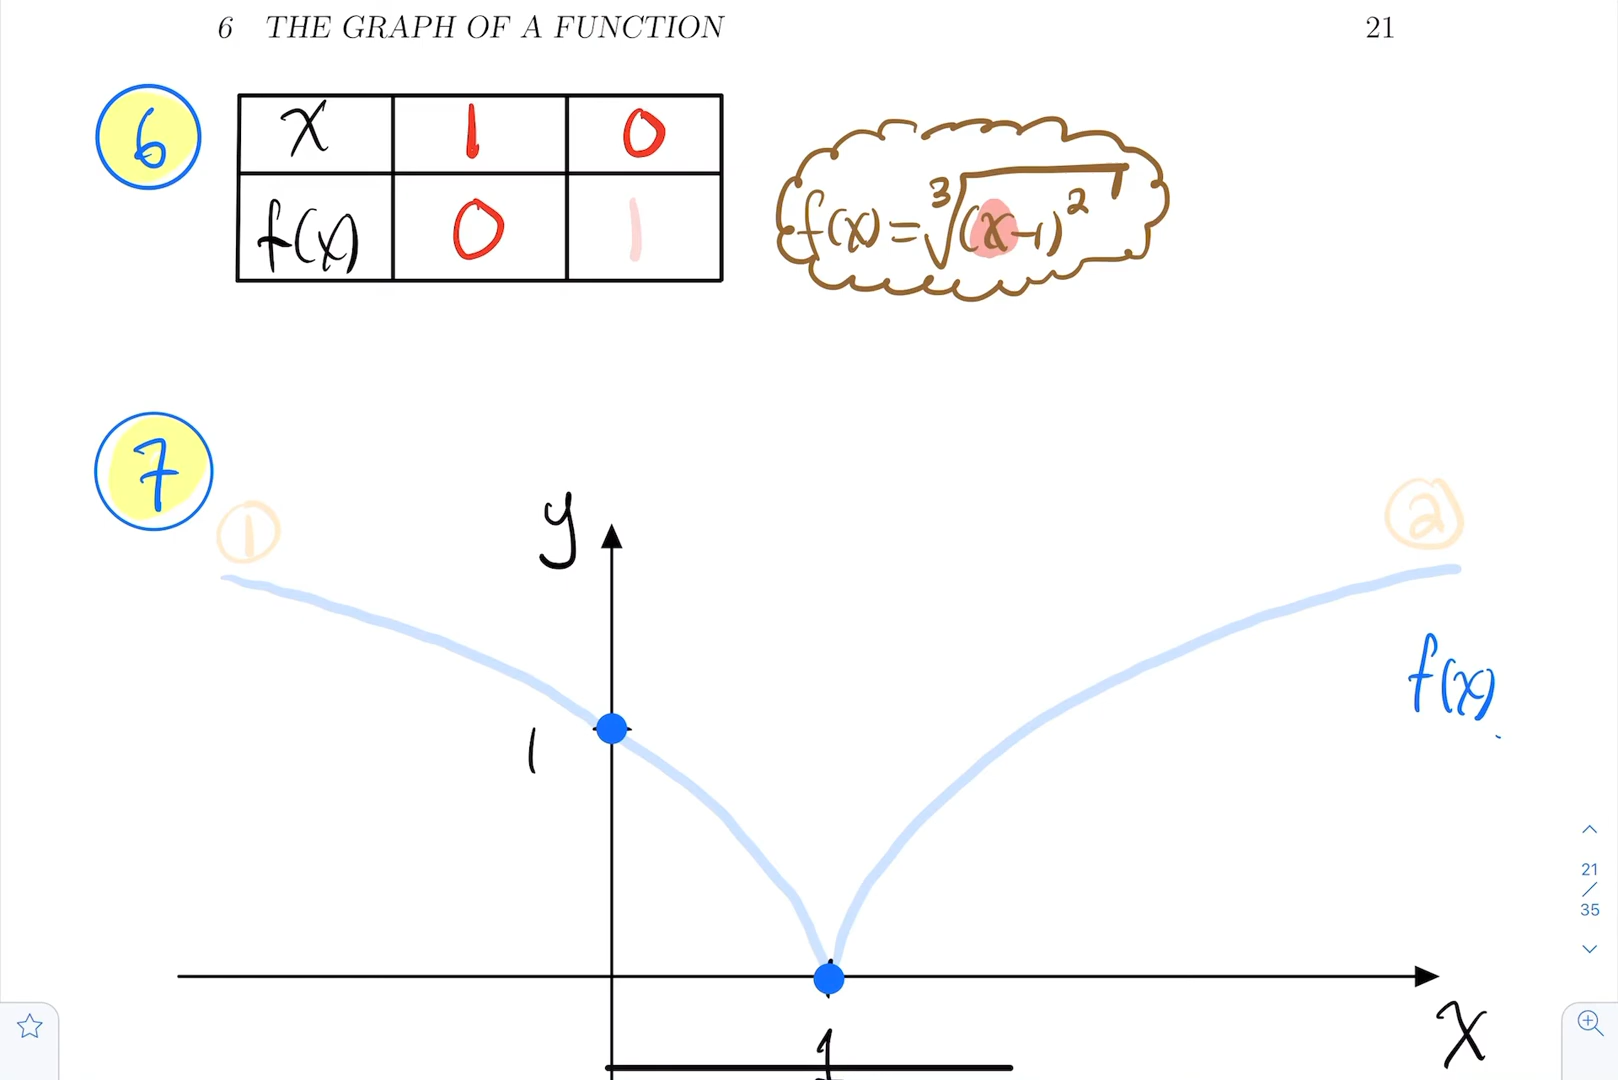 6 THE GRAPH OF A FUNCTION 21
6
x 1 0
f(x) 0 1
f(x) = ∛(x-1)²
7
1
2
y
f(x)
1
21
/
35
1
x